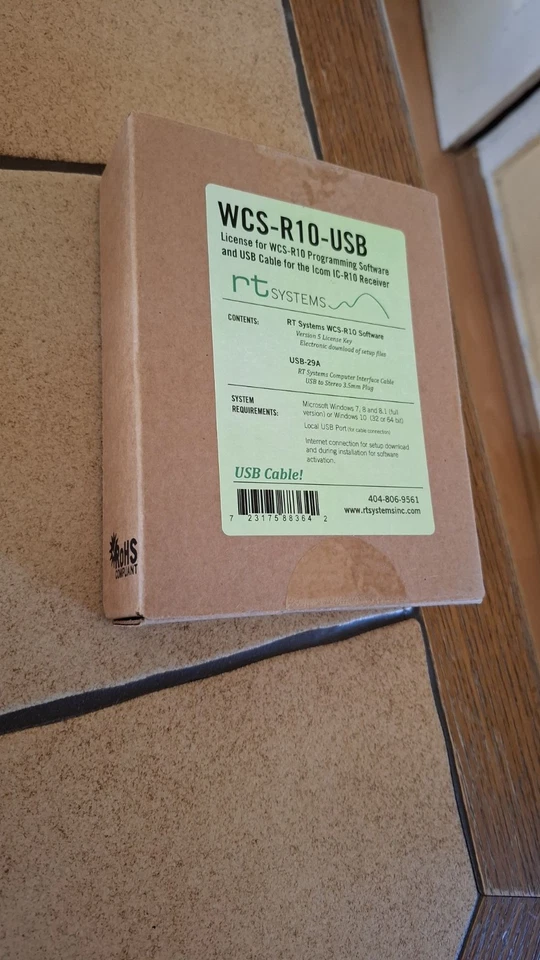 WCS-R10-USB
License for WCS-R10 Programming Software
and USB Cable for the Icom IC-R10 Receiver
rt SYSTEMS
CONTENTS:
RT Systems WCS-R10 Software
Version 5 License Key
Electronic download of setup files
USB-29A
RT Systems Computer Interface Cable
USB to Stereo 3.5mm Plug
SYSTEM
REQUIREMENTS:
Microsoft Windows 7, 8 and 8.1 (full
version) or Windows 10 (32 or 64 bit)
Local USB Port (for cable connection)
Internet connection for setup download
and during installation for software
activation.
USB Cable!
7 23175 88364 2
404-806-9561
www.rtsystemsinc.com
RoHS
COMPLIANT